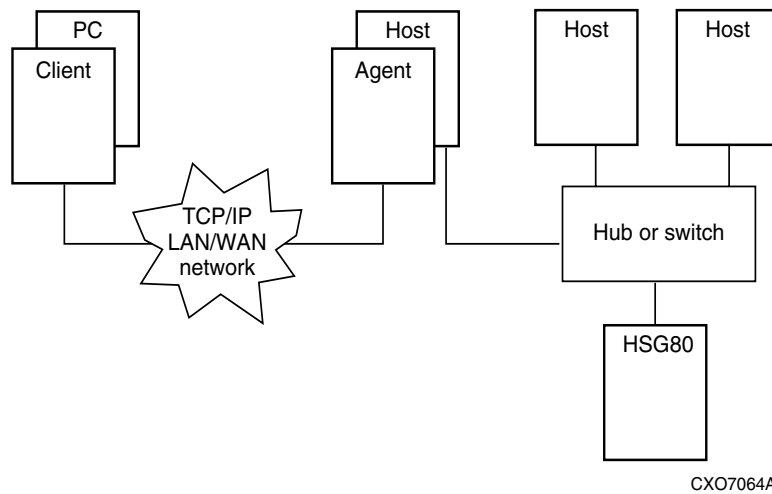 PC
Client
Host
Agent
Host
Host
TCP/IP
LAN/WAN
network
Hub or switch
HSG80
CXO7064A